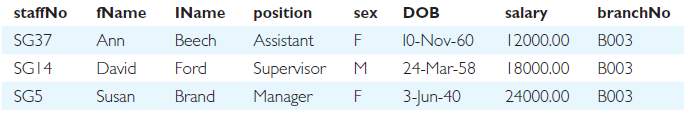 staffNo fName lName position sex DOB salary branchNo
SG37 Ann Beech Assistant F 10-Nov-60 12000.00 B003
SG14 David Ford Supervisor M 24-Mar-58 18000.00 B003
SG5 Susan Brand Manager F 3-Jun-40 24000.00 B003